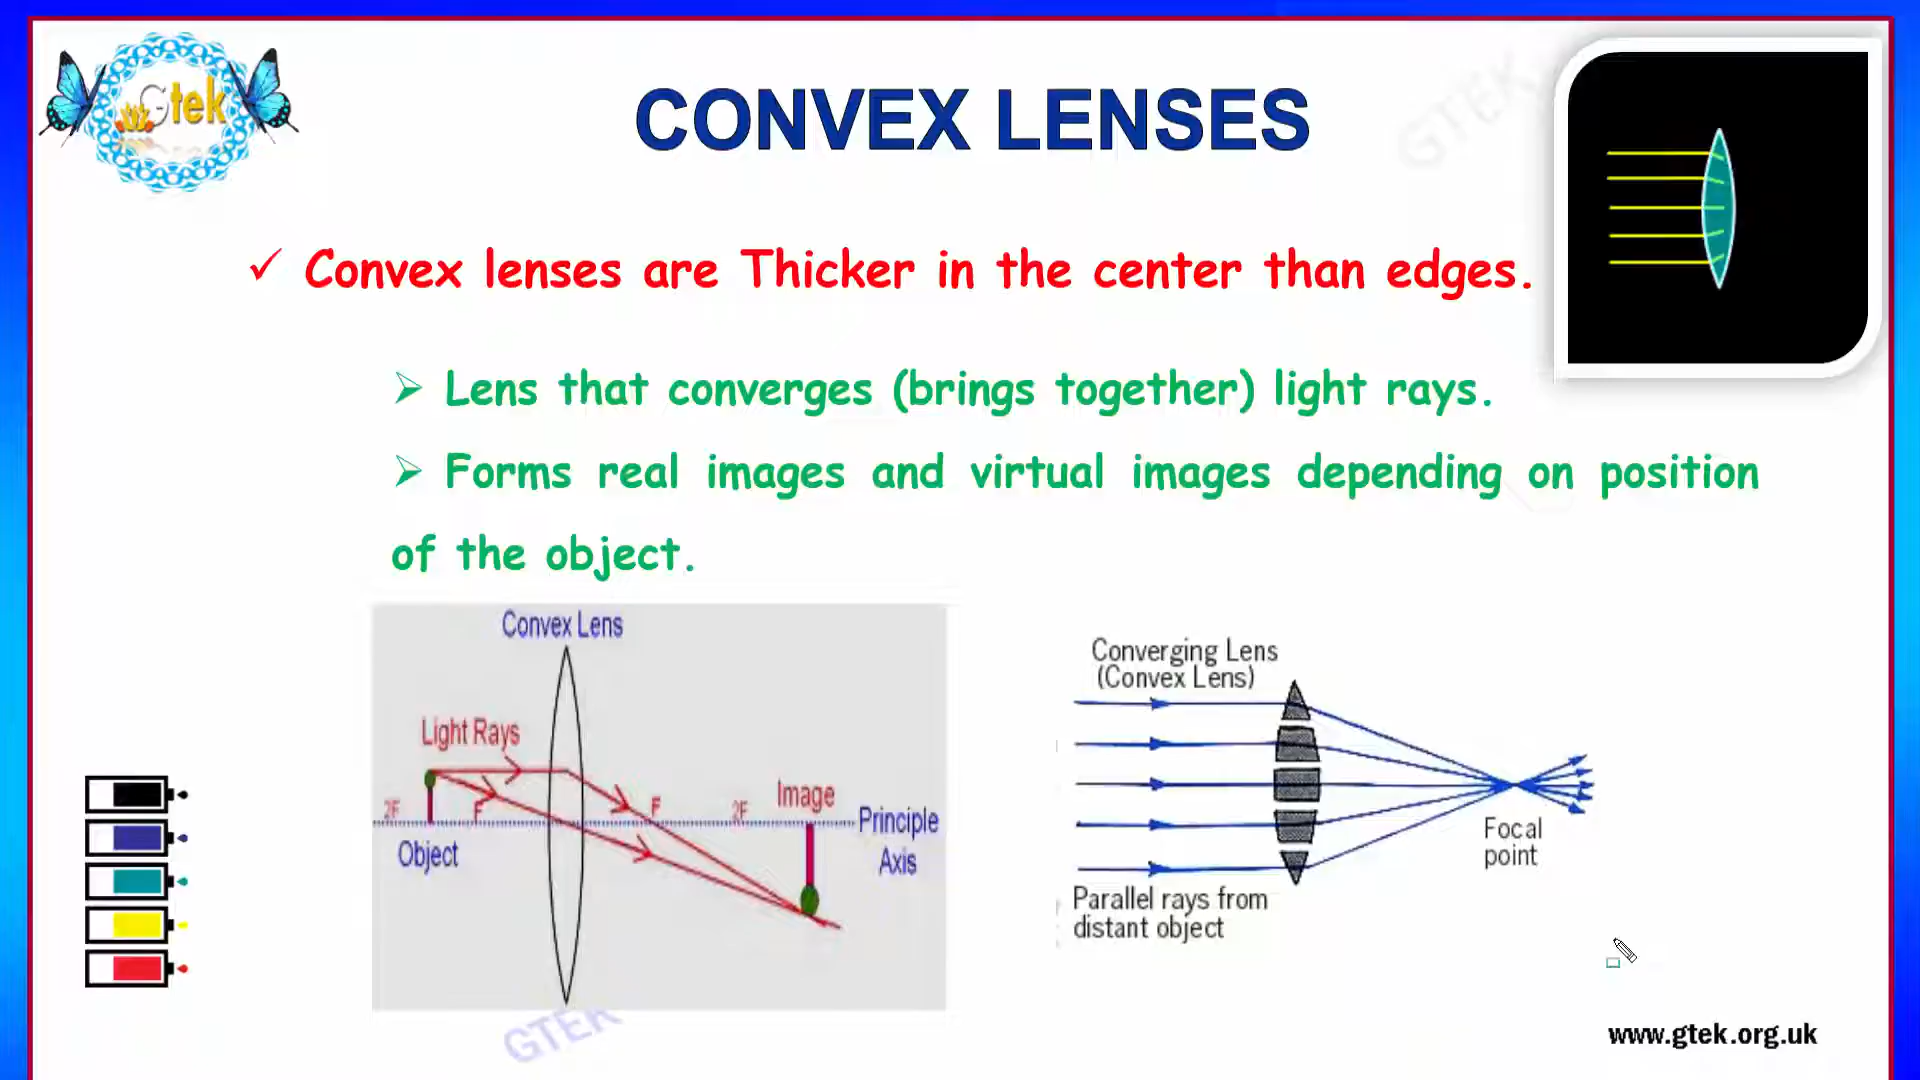 Gtek
CONVEX LENSES
GTEK
✓ Convex lenses are Thicker in the center than edges.
➢ Lens that converges (brings together) light rays.
➢ Forms real images and virtual images depending on position
of the object.
Convex Lens
Light Rays
2F
F
F
2F
Image
Principle
Axis
Object
Converging Lens
(Convex Lens)
Focal
point
Parallel rays from
distant object
GTEK
www.gtek.org.uk